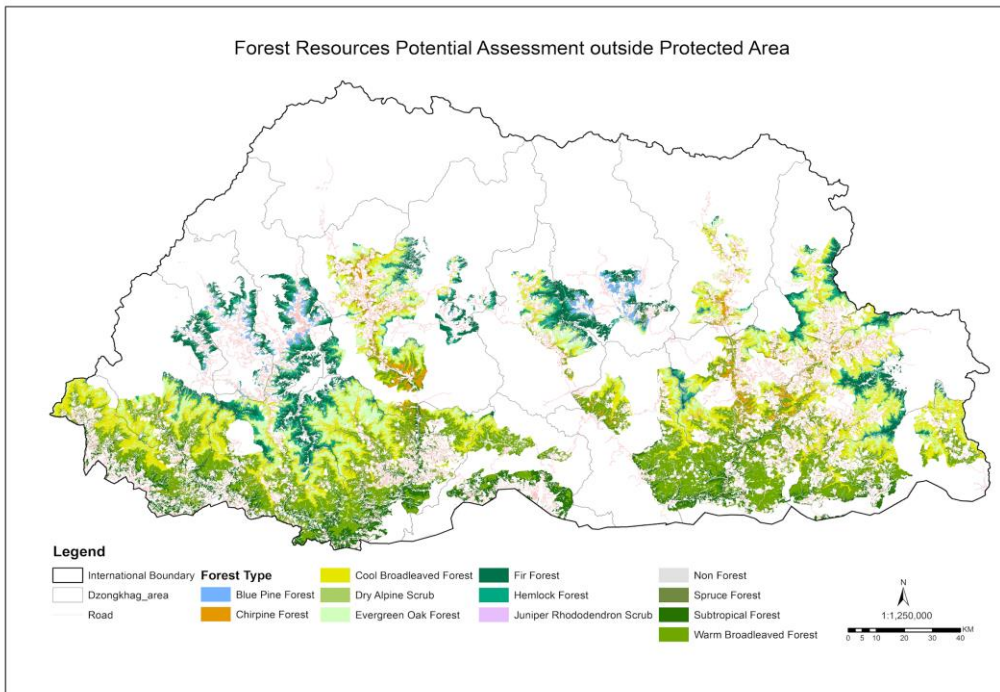 Forest Resources Potential Assessment outside Protected Area
Legend
International Boundary
Dzongkhag_area
Road
Forest Type
Blue Pine Forest
Chirpine Forest
Cool Broadleaved Forest
Dry Alpine Scrub
Evergreen Oak Forest
Fir Forest
Hemlock Forest
Juniper Rhododendron Scrub
Non Forest
Spruce Forest
Subtropical Forest
Warm Broadleaved Forest
N
1:1,250,000
0 5 10 20 30 40 KM